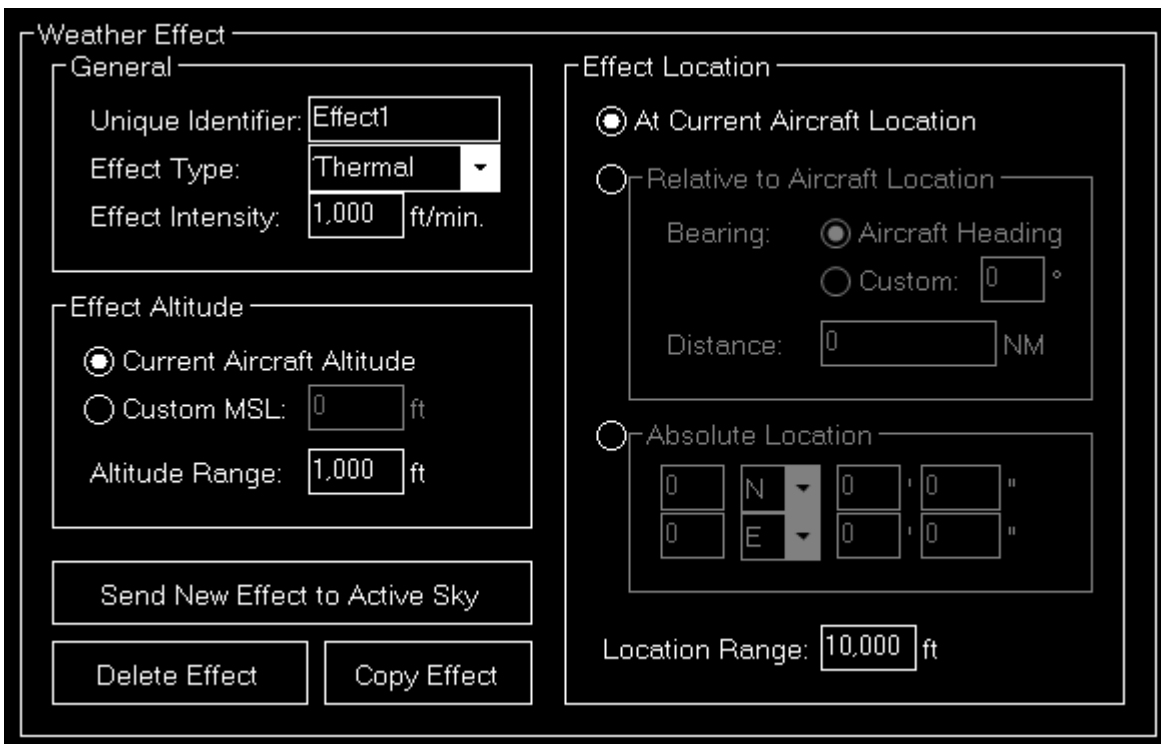 Weather Effect
General
Unique Identifier: Effect1
Effect Type: Thermal
Effect Intensity: 1,000 ft/min.
Effect Altitude
Current Aircraft Altitude
Custom MSL: 0 ft
Altitude Range: 1,000 ft
Send New Effect to Active Sky
Delete Effect
Copy Effect
Effect Location
At Current Aircraft Location
Relative to Aircraft Location
Bearing: Aircraft Heading
Custom: 0 °
Distance: 0 NM
Absolute Location
0 N 0 ' 0 "
0 E 0 ' 0 "
Location Range: 10,000 ft